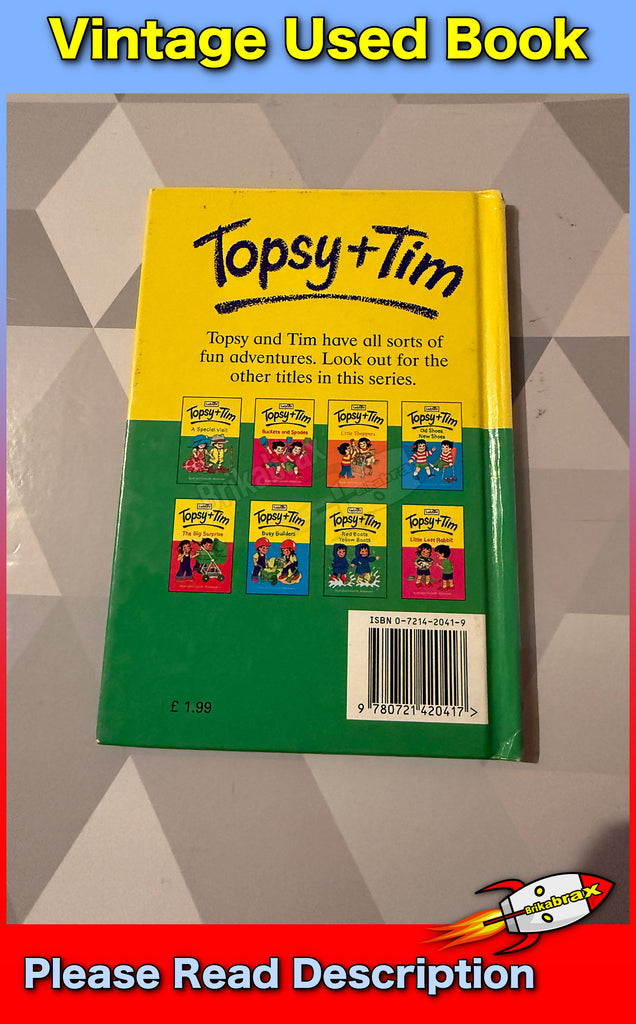 Vintage Used Book
Topsy+Tim
Topsy and Tim have all sorts of
fun adventures. Look out for the
other titles in this series.
Topsy+Tim
A Special Visit
Topsy+Tim
Buckets and Spades
Topsy+Tim
Little Shoppers
Topsy+Tim
Old Shoes,
New Shoes
Brikabrax
Topsy+Tim
The Big Surprise
Topsy+Tim
Busy Builders
Topsy+Tim
Red Boots,
Yellow Boots
Topsy+Tim
Little Lost Rabbit
ISBN 0-7214-2041-9
9 780721 420417 >
£ 1.99
Brikabrax
Please Read Description